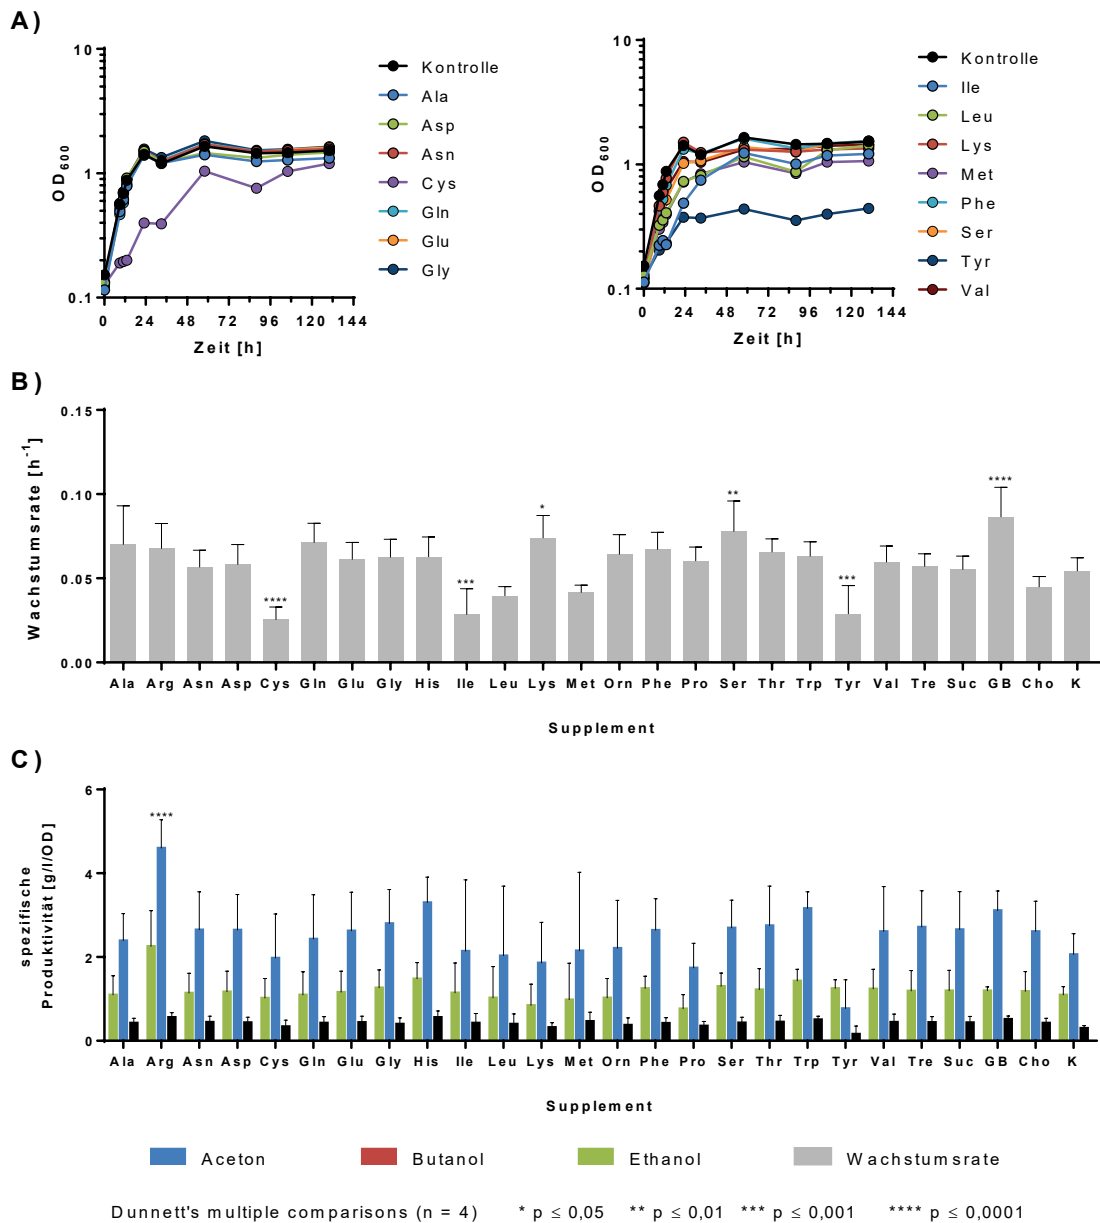 A)
10
1
0.1
OD600
0 24 48 72 96 120 144
Zeit [h]
Kontrolle
Ala
Asp
Asn
Cys
Gln
Glu
Gly
10
1
0.1
OD600
0 24 48 72 96 120 144
Zeit [h]
Kontrolle
Ile
Leu
Lys
Met
Phe
Ser
Tyr
Val
B)
Wachstumsrate [h-1]
0.15
0.10
0.05
0.00
**** *** * ** *** ****
Ala Arg Asn Asp Cys Gln Glu Gly His Ile Leu Lys Met Orn Phe Pro Ser Thr Trp Tyr Val Tre Suc GB Cho K
Supplement
C)
spezifische
Produktivität [g/l/OD]
6
4
2
0
****
Ala Arg Asn Asp Cys Gln Glu Gly His Ile Leu Lys Met Orn Phe Pro Ser Thr Trp Tyr Val Tre Suc GB Cho K
Supplement
Aceton Butanol Ethanol Wachstumsrate
Dunnett's multiple comparisons (n = 4) * p ≤ 0,05 ** p ≤ 0,01 *** p ≤ 0,001 **** p ≤ 0,0001